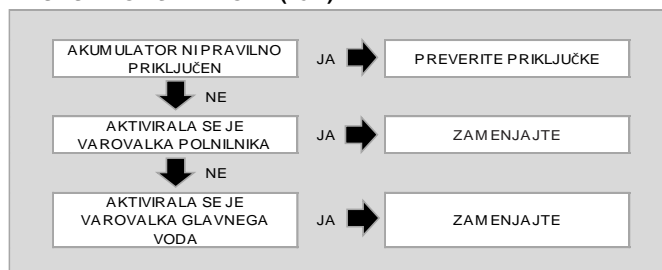 AKUMULATOR NI PRAVILNO
PRIKLJUČEN
JA
PREVERITE PRIKLJUČKE
NE
AKTIVIRALA SE JE
VAROVALKA POLNILNIKA
JA
ZAMENJAJTE
NE
AKTIVIRALA SE JE
VAROVALKA GLAVNEGA
VODA
JA
ZAMENJAJTE